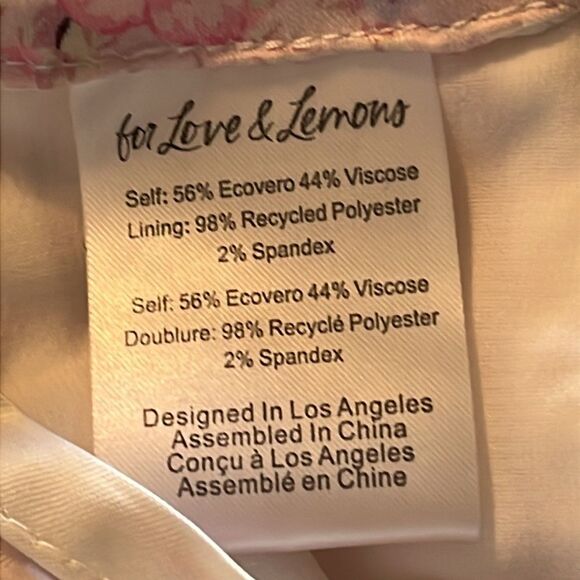 for Love & Lemons
Self: 56% Ecovero 44% Viscose
Lining: 98% Recycled Polyester
2% Spandex
Self: 56% Ecovero 44% Viscose
Doublure: 98% Recyclé Polyester
2% Spandex
Designed In Los Angeles
Assembled In China
Conçu à Los Angeles
Assemblé en Chine